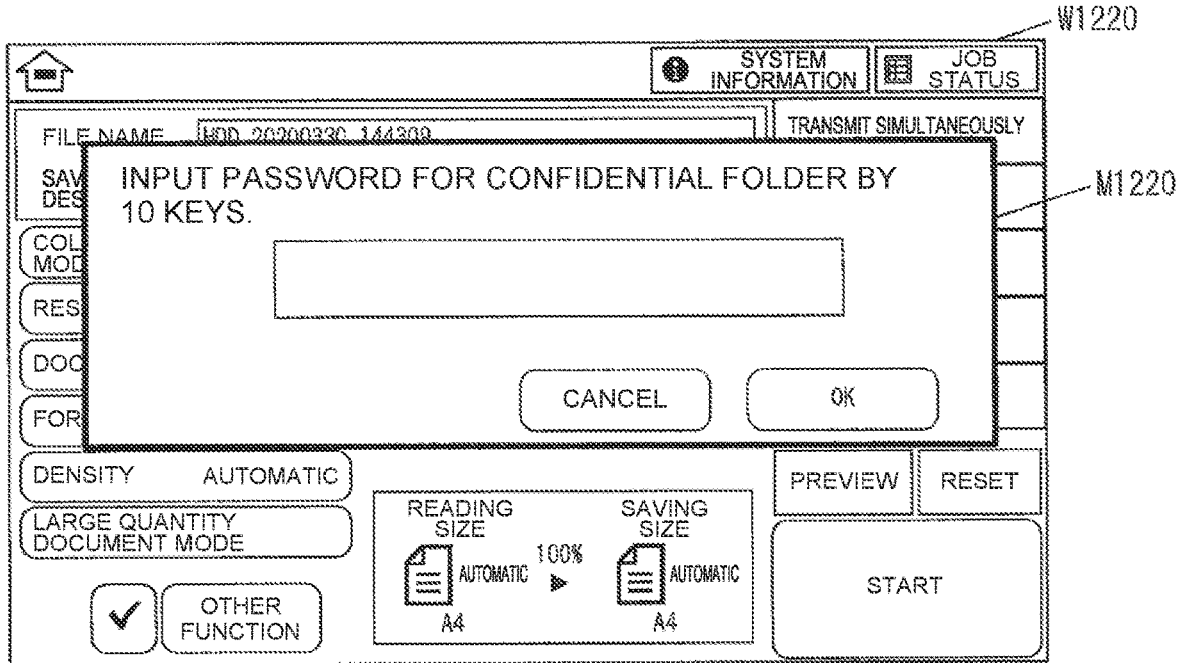 W1220
SYSTEM
INFORMATION
JOB
STATUS
FILE NAME
TRANSMIT SIMULTANEOUSLY
SAV
DES
INPUT PASSWORD FOR CONFIDENTIAL FOLDER BY
10 KEYS.
M1220
COL
MOD
RES
DOC
FOR
CANCEL
OK
DENSITY AUTOMATIC
LARGE QUANTITY
DOCUMENT MODE
OTHER
FUNCTION
READING
SIZE
AUTOMATIC
A4
100%
SAVING
SIZE
AUTOMATIC
A4
PREVIEW
RESET
START